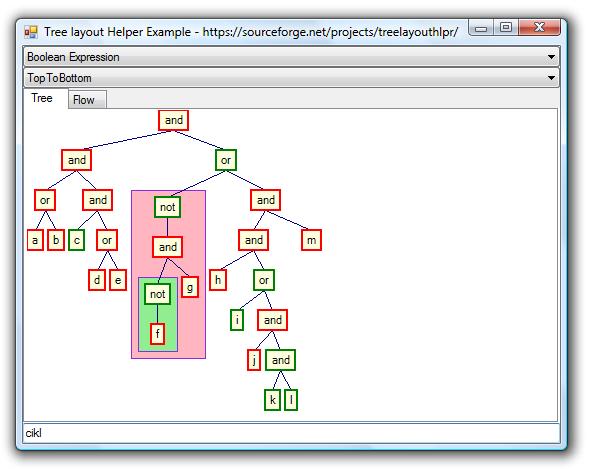 Tree layout Helper Example - https://sourceforge.net/projects/treelayouthlpr/
Boolean Expression
TopToBottom
Tree Flow
and
and or
or and not and
a b c or and and m
d e not g h or
f i and
j and
k l
cikl